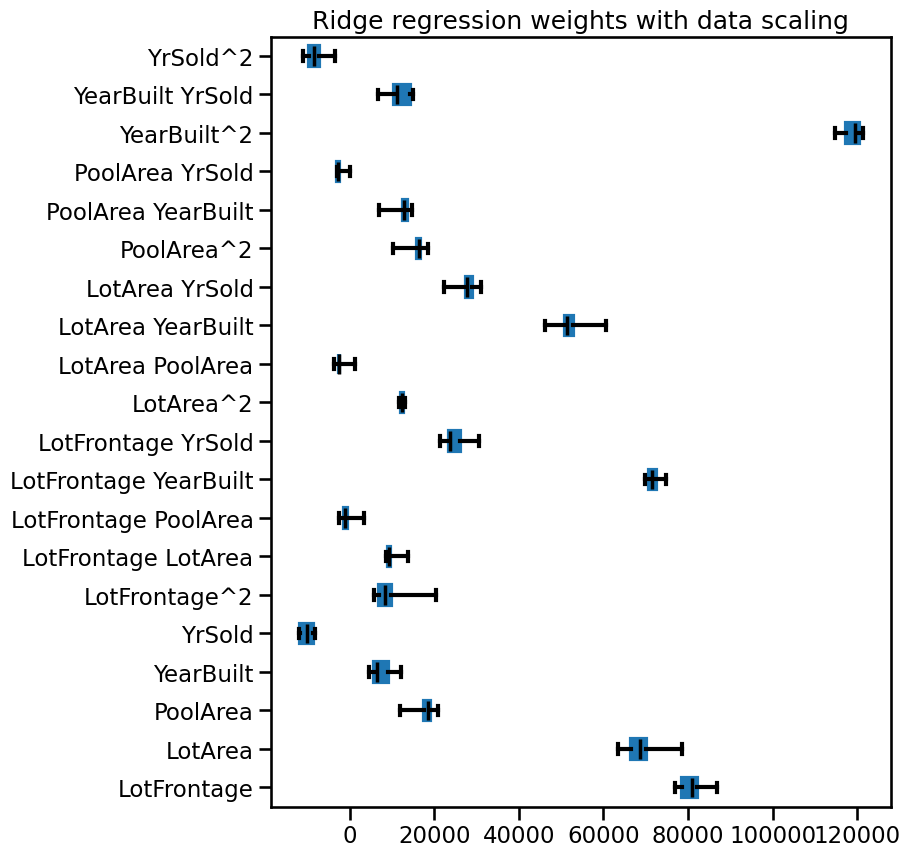 Ridge regression weights with data scaling
YrSold^2
YearBuilt YrSold
YearBuilt^2
PoolArea YrSold
PoolArea YearBuilt
PoolArea^2
LotArea YrSold
LotArea YearBuilt
LotArea PoolArea
LotArea^2
LotFrontage YrSold
LotFrontage YearBuilt
LotFrontage PoolArea
LotFrontage LotArea
LotFrontage^2
YrSold
YearBuilt
PoolArea
LotArea
LotFrontage
0 20000 40000 60000 80000 100000 120000